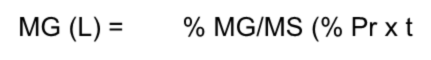 MG (L) = % MG/MS (% Pr x t